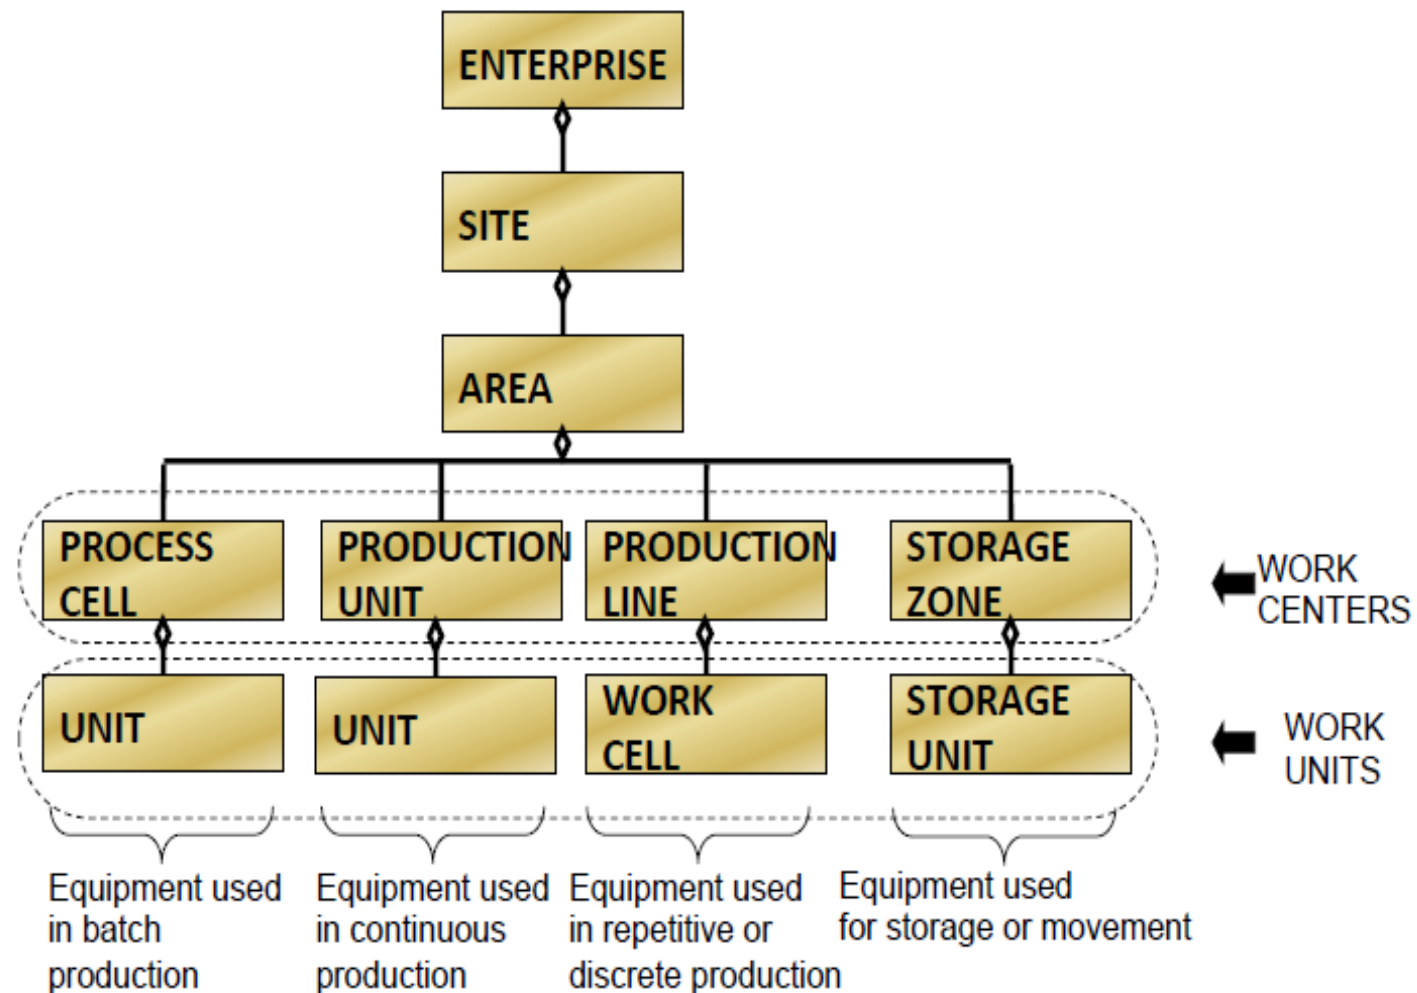 ENTERPRISE
SITE
AREA
PROCESS
CELL
PRODUCTION
UNIT
PRODUCTION
LINE
STORAGE
ZONE
WORK
CENTERS
UNIT
UNIT
WORK
CELL
STORAGE
UNIT
WORK
UNITS
Equipment used
in batch
production
Equipment used
in continuous
production
Equipment used
in repetitive or
discrete production
Equipment used
for storage or movement